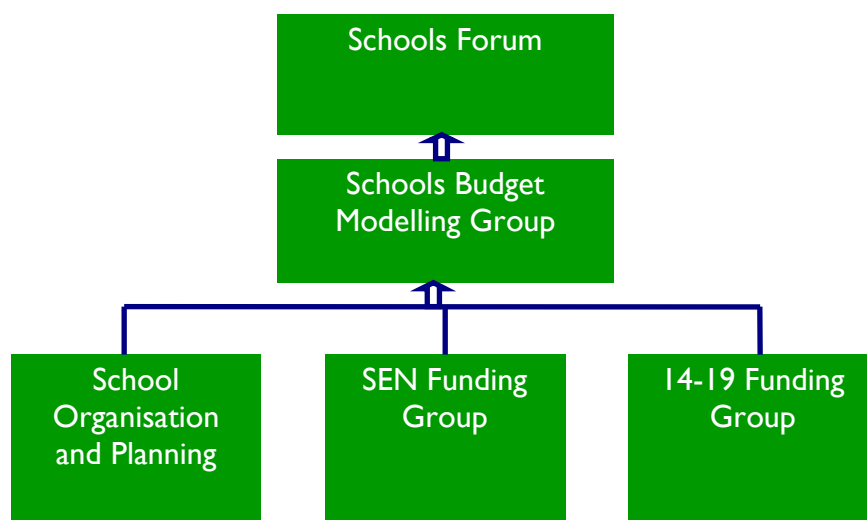 Schools Forum
Schools Budget
Modelling Group
School
Organisation
and Planning
SEN Funding
Group
14-19 Funding
Group